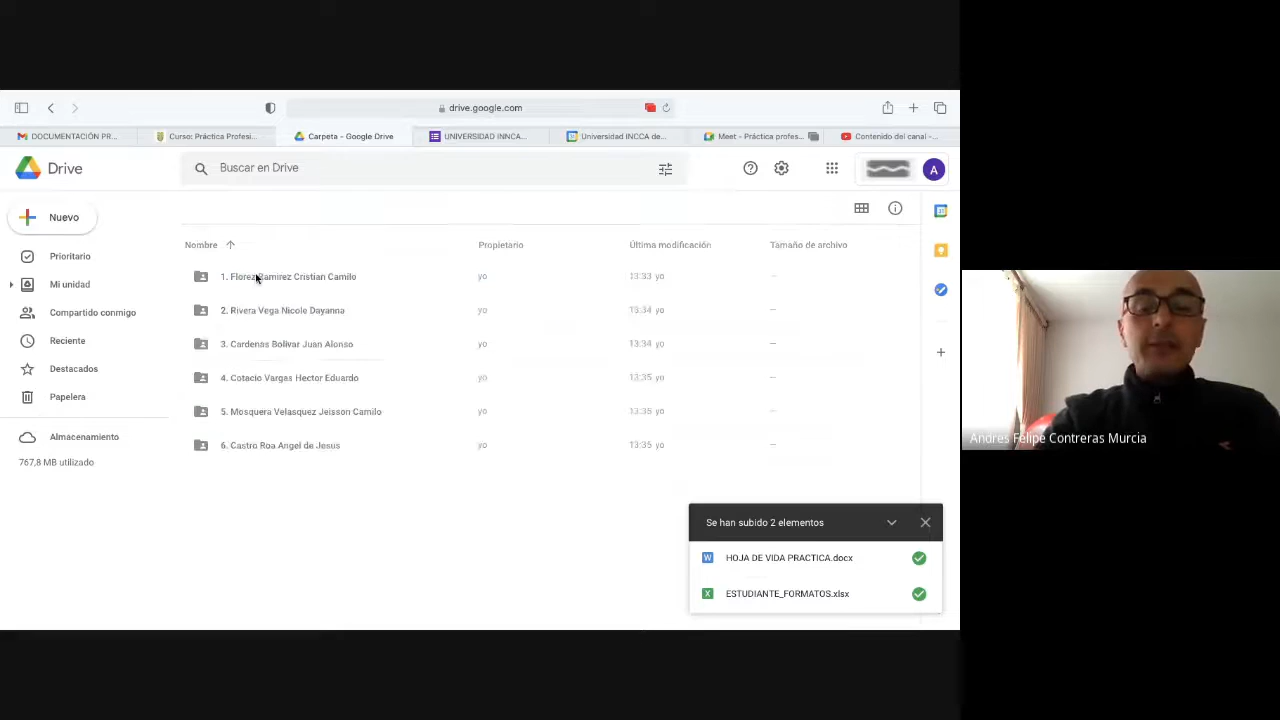 drive.google.com
DOCUMENTACIÓN PR...
Curso: Práctica Profesi...
Carpeta - Google Drive
UNIVERSIDAD INNCA...
Universidad INCCA de...
Meet - Práctica profes...
Contenido del canal -...
Drive
Buscar en Drive
A
Nuevo
Prioritario
Mi unidad
Compartido conmigo
Reciente
Destacados
Papelera
Almacenamiento
767,8 MB utilizado
Nombre Propietario Última modificación Tamaño de archivo
1. Florez Ramirez Cristian Camilo yo 13:33 yo —
2. Rivera Vega Nicole Dayanna yo 13:34 yo —
3. Cardenas Bolivar Juan Alonso yo 13:34 yo —
4. Cotacio Vargas Hector Eduardo yo 13:35 yo —
5. Mosquera Velasquez Jeisson Camilo yo 13:35 yo —
6. Castro Roa Angel de Jesus yo 13:35 yo —
Se han subido 2 elementos
W HOJA DE VIDA PRACTICA.docx
X ESTUDIANTE_FORMATOS.xlsx
Andres Felipe Contreras Murcia